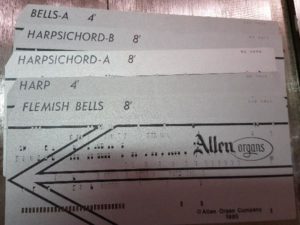 BELLS-A 4'
HARPSICHORD-B 8'
HARPSICHORD-A 8'
HARP 4'
FLEMISH BELLS 8'
Allen organs
© Allen Organ Company